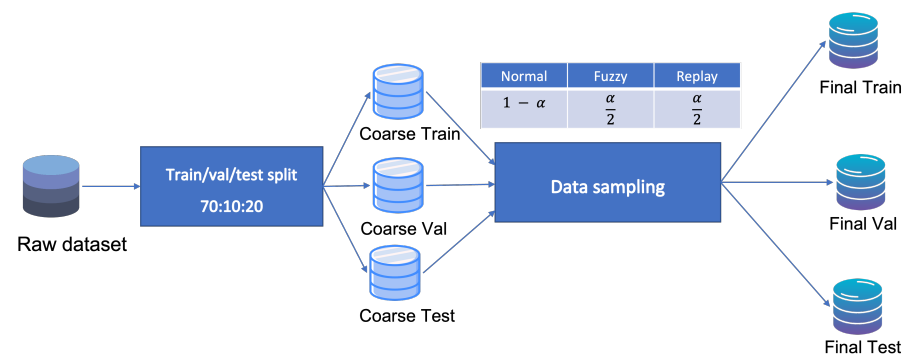 Raw dataset
Train/val/test split
70:10:20
Coarse Train
Coarse Val
Coarse Test
Normal Fuzzy Replay
1 − α α/2 α/2
Data sampling
Final Train
Final Val
Final Test